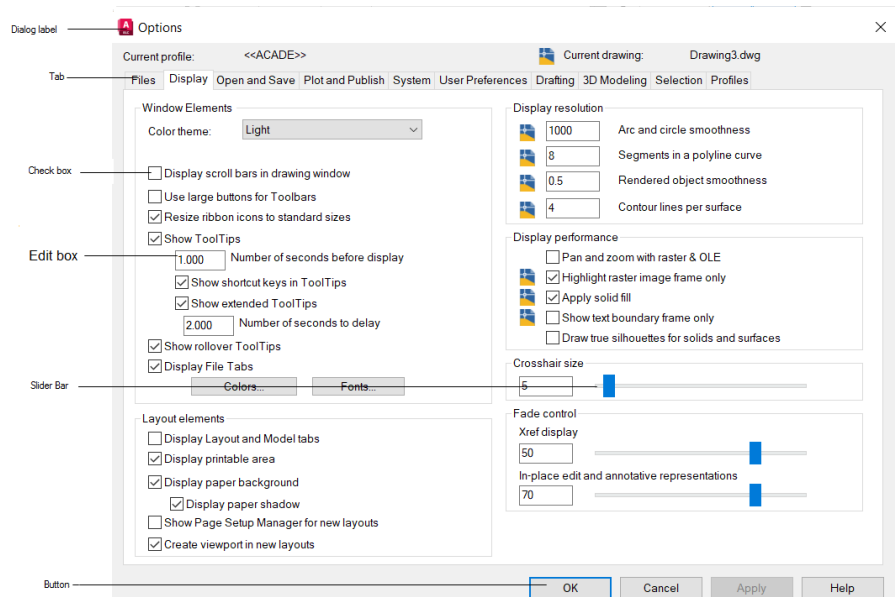 Dialog label
Options
Current profile: <<ACADE>> Current drawing: Drawing3.dwg
Tab
Files Display Open and Save Plot and Publish System User Preferences Drafting 3D Modeling Selection Profiles
Window Elements
Color theme: Light
Check box
Display scroll bars in drawing window
Use large buttons for Toolbars
Resize ribbon icons to standard sizes
Show ToolTips
Edit box
1.000 Number of seconds before display
Show shortcut keys in ToolTips
Show extended ToolTips
2.000 Number of seconds to delay
Show rollover ToolTips
Display File Tabs
Slider Bar
Colors... Fonts...
Layout elements
Display Layout and Model tabs
Display printable area
Display paper background
Display paper shadow
Show Page Setup Manager for new layouts
Create viewport in new layouts
Display resolution
1000 Arc and circle smoothness
8 Segments in a polyline curve
0.5 Rendered object smoothness
4 Contour lines per surface
Display performance
Pan and zoom with raster & OLE
Highlight raster image frame only
Apply solid fill
Show text boundary frame only
Draw true silhouettes for solids and surfaces
Crosshair size
5
Fade control
Xref display
50
In-place edit and annotative representations
70
Button
OK Cancel Apply Help